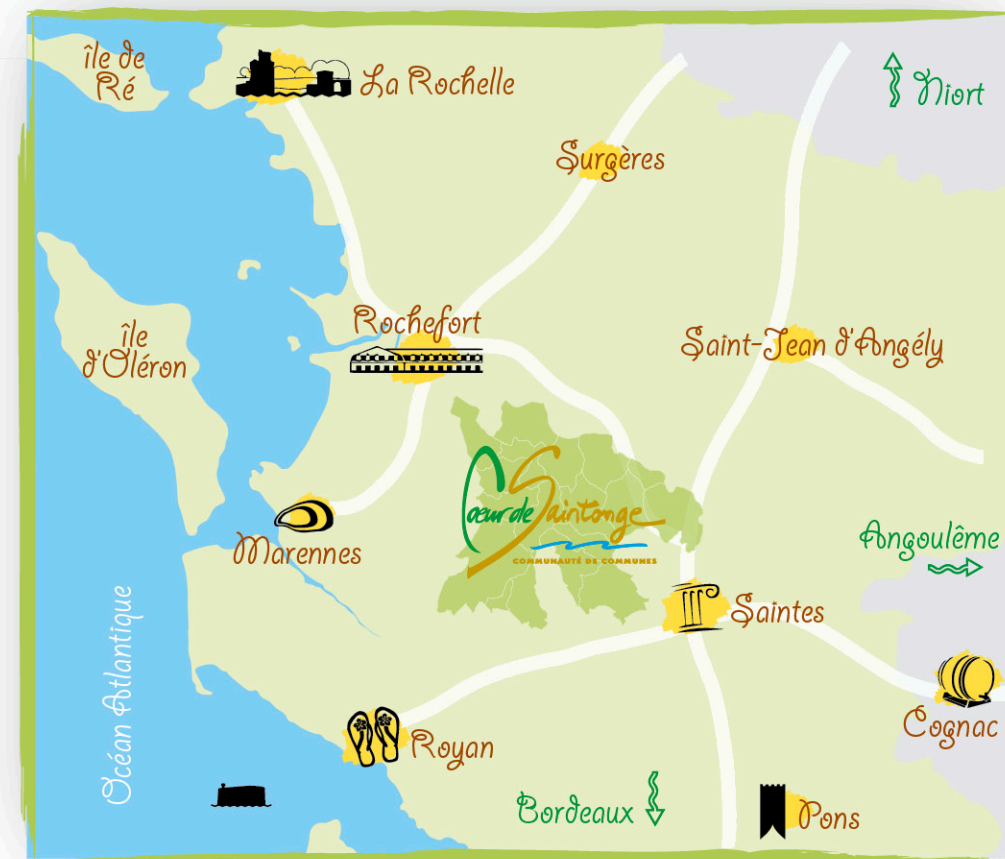 île de
Ré
La Rochelle
Niort
Surgères
Rochefort
Saint-Jean d'Angély
île
d'Oléron
Coeur de Saintonge
COMMUNAUTÉ DE COMMUNES
Angoulême
Marennes
Saintes
Océan Atlantique
Cognac
Royan
Bordeaux
Pons